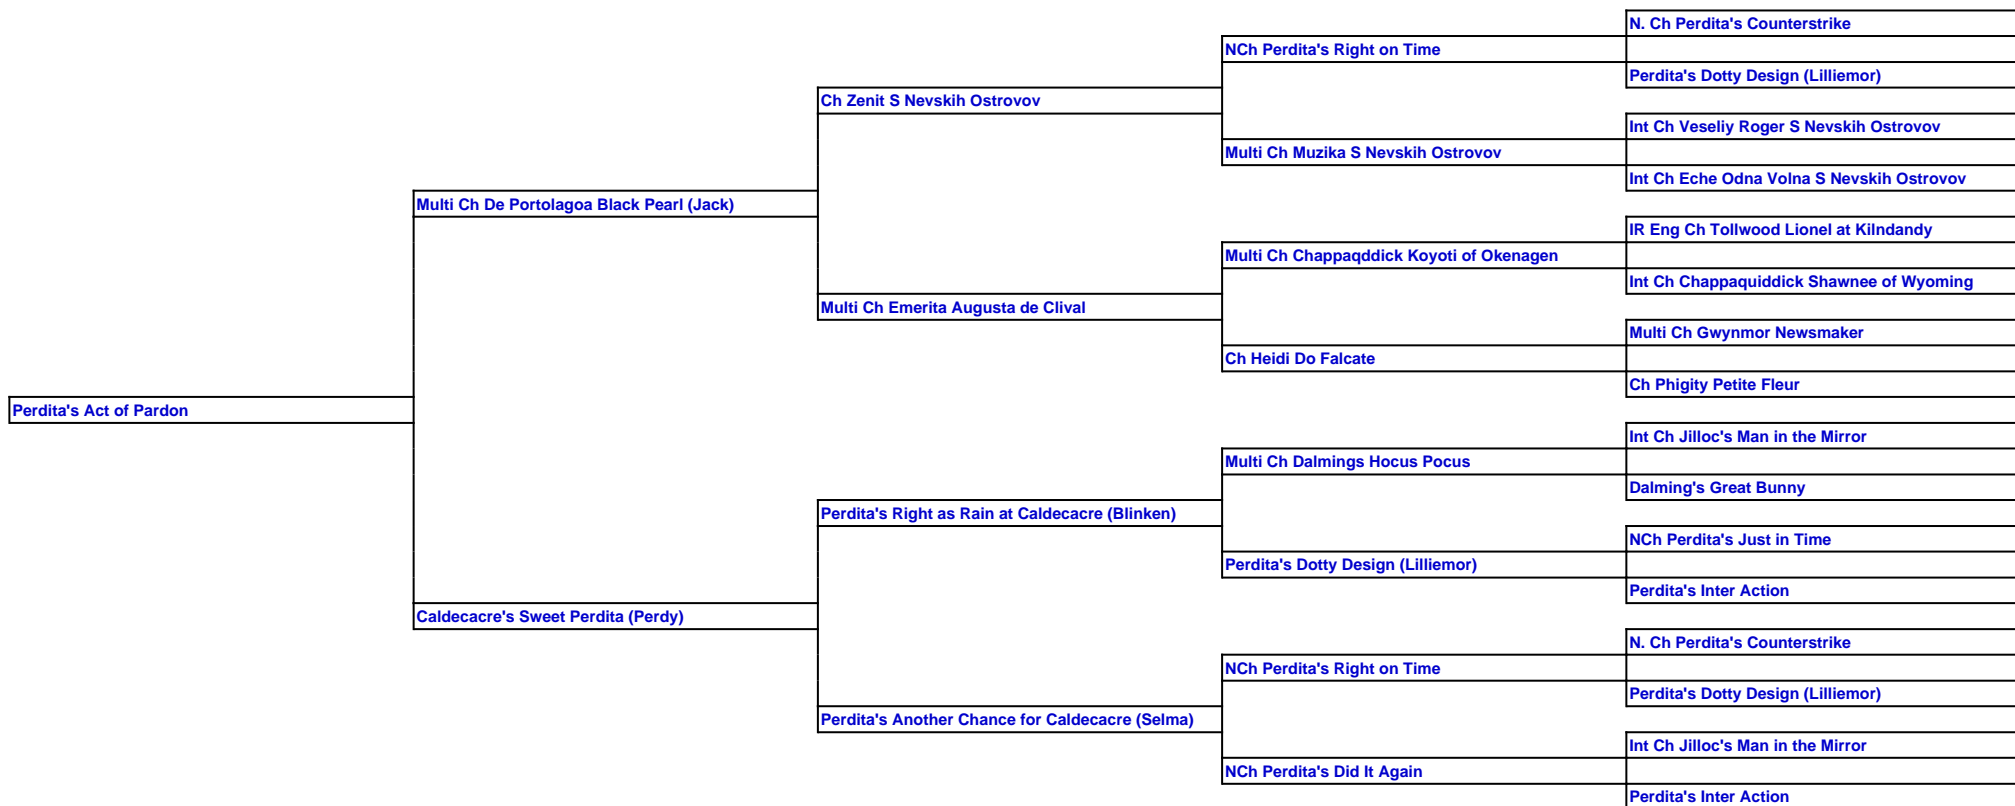 N. Ch Perdita's Counterstrike
NCh Perdita's Right on Time
Perdita's Dotty Design (Lilliemor)
Ch Zenit S Nevskih Ostrovov
Int Ch Veseliy Roger S Nevskih Ostrovov
Multi Ch Muzika S Nevskih Ostrovov
Int Ch Eche Odna Volna S Nevskih Ostrovov
Multi Ch De Portolagoa Black Pearl (Jack)
IR Eng Ch Tollwood Lionel at Kilndandy
Multi Ch Chappaqddick Koyoti of Okenagen
Int Ch Chappaquiddick Shawnee of Wyoming
Multi Ch Emerita Augusta de Clival
Multi Ch Gwynmor Newsmaker
Ch Heidi Do Falcate
Ch Phigity Petite Fleur
Perdita's Act of Pardon
Int Ch Jilloc's Man in the Mirror
Multi Ch Dalmings Hocus Pocus
Dalming's Great Bunny
Perdita's Right as Rain at Caldecacre (Blinken)
NCh Perdita's Just in Time
Perdita's Dotty Design (Lilliemor)
Perdita's Inter Action
Caldecacre's Sweet Perdita (Perdy)
N. Ch Perdita's Counterstrike
NCh Perdita's Right on Time
Perdita's Dotty Design (Lilliemor)
Perdita's Another Chance for Caldecacre (Selma)
Int Ch Jilloc's Man in the Mirror
NCh Perdita's Did It Again
Perdita's Inter Action